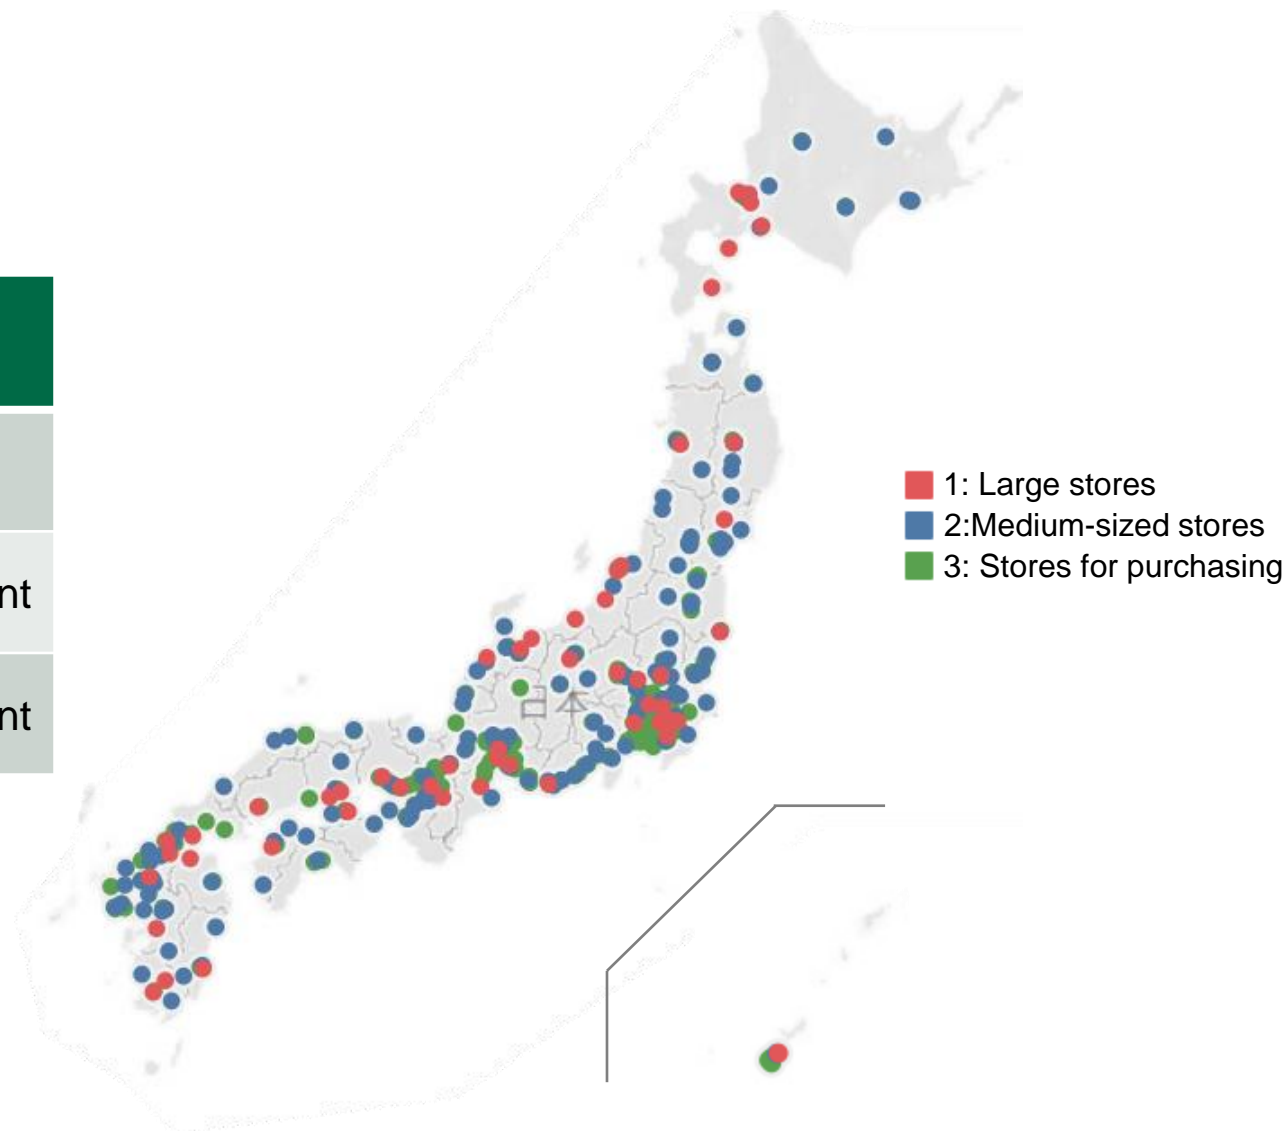 1: Large stores
2:Medium-sized stores
3: Stores for purchasing
nt
日本
nt